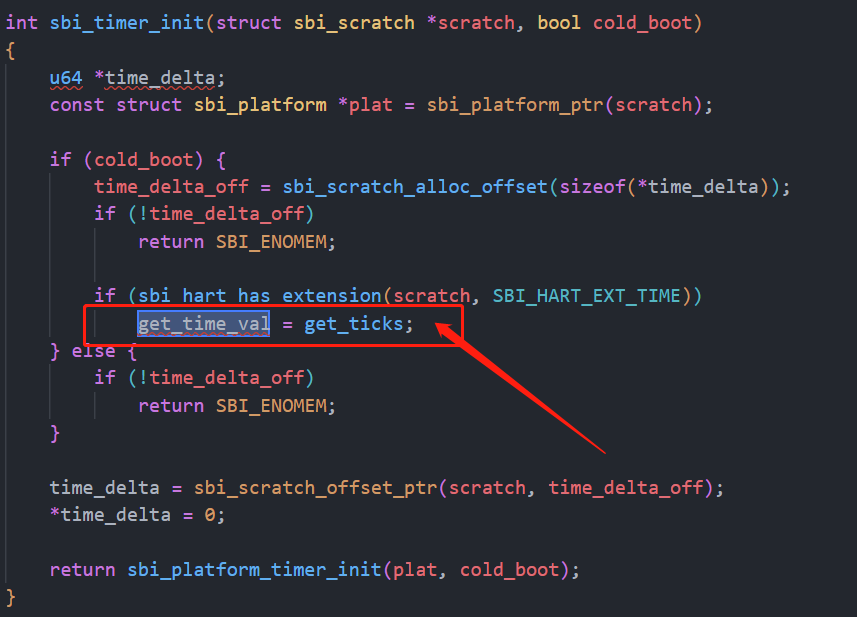 int sbi_timer_init(struct sbi_scratch *scratch, bool cold_boot)
{
    u64 *time_delta;
    const struct sbi_platform *plat = sbi_platform_ptr(scratch);

    if (cold_boot) {
        time_delta_off = sbi_scratch_alloc_offset(sizeof(*time_delta));
        if (!time_delta_off)
            return SBI_ENOMEM;

        if (sbi_hart_has_extension(scratch, SBI_HART_EXT_TIME))
            get_time_val = get_ticks;
    } else {
        if (!time_delta_off)
            return SBI_ENOMEM;
    }

    time_delta = sbi_scratch_offset_ptr(scratch, time_delta_off);
    *time_delta = 0;

    return sbi_platform_timer_init(plat, cold_boot);
}